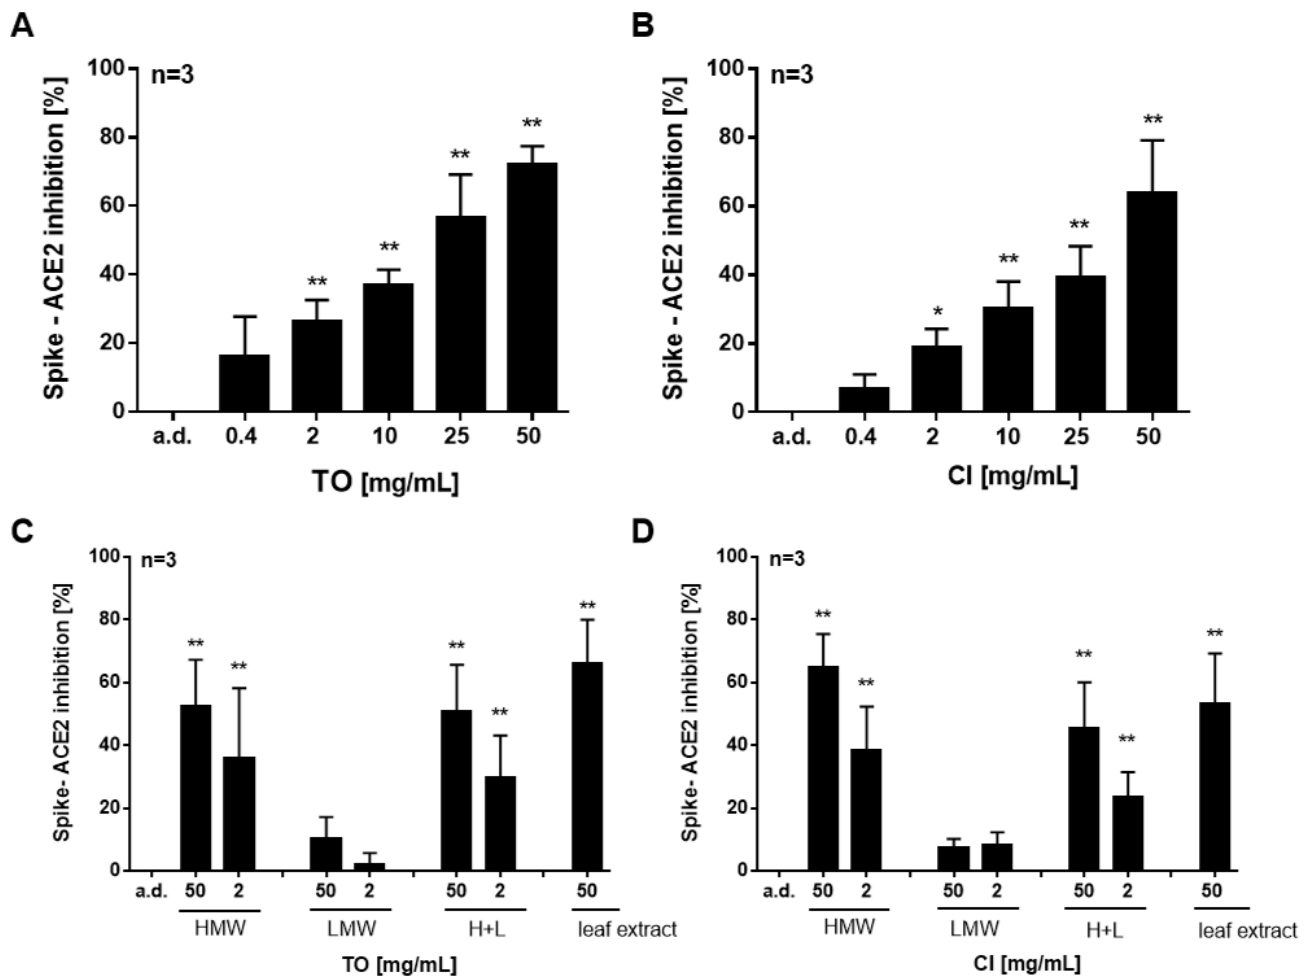 A
n=3
Spike - ACE2 inhibition [%]
100
80
60
40
20
0
**
**
**
**
a.d. 0.4 2 10 25 50
TO [mg/mL]
B
n=3
Spike - ACE2 inhibition [%]
100
80
60
40
20
0
*
**
**
**
a.d. 0.4 2 10 25 50
CI [mg/mL]
C
n=3
Spike- ACE2 inhibition [%]
100
80
60
40
20
0
** ** ** ** **
a.d. 50 2 50 2 50 2 50
HMW LMW H+L leaf extract
TO [mg/mL]
D
n=3
Spike- ACE2 inhibition [%]
100
80
60
40
20
0
** ** ** ** **
a.d. 50 2 50 2 50 2 50
HMW LMW H+L leaf extract
CI [mg/mL]